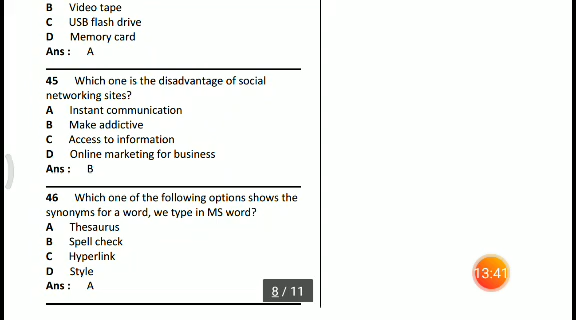 B Video tape
C USB flash drive
D Memory card
Ans : A
45 Which one is the disadvantage of social
networking sites?
A Instant communication
B Make addictive
C Access to information
D Online marketing for business
Ans : B
46 Which one of the following options shows the
synonyms for a word, we type in MS word?
A Thesaurus
B Spell check
C Hyperlink
D Style
Ans : A
8 / 11
13:41